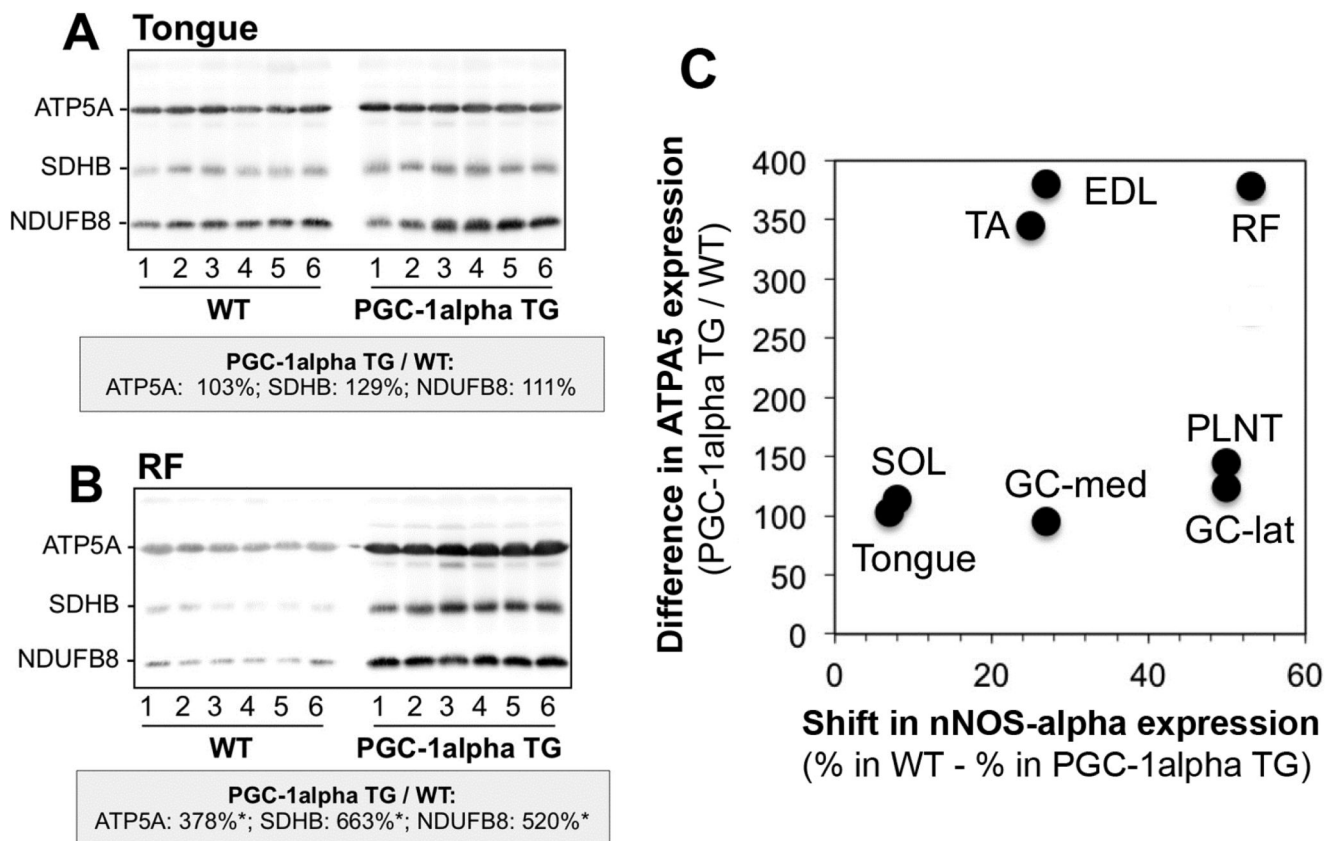 A Tongue
ATP5A
SDHB
NDUFB8
1 2 3 4 5 6 1 2 3 4 5 6
WT PGC-1alpha TG
PGC-1alpha TG / WT:
ATP5A: 103%; SDHB: 129%; NDUFB8: 111%
B RF
ATP5A
SDHB
NDUFB8
1 2 3 4 5 6 1 2 3 4 5 6
WT PGC-1alpha TG
PGC-1alpha TG / WT:
ATP5A: 378%*; SDHB: 663%*; NDUFB8: 520%*
C
Difference in ATPA5 expression
(PGC-1alpha TG / WT)
400
350
300
250
200
150
100
50
0
EDL
TA
RF
PLNT
SOL
GC-med
GC-lat
Tongue
0 20 40 60
Shift in nNOS-alpha expression
(% in WT - % in PGC-1alpha TG)